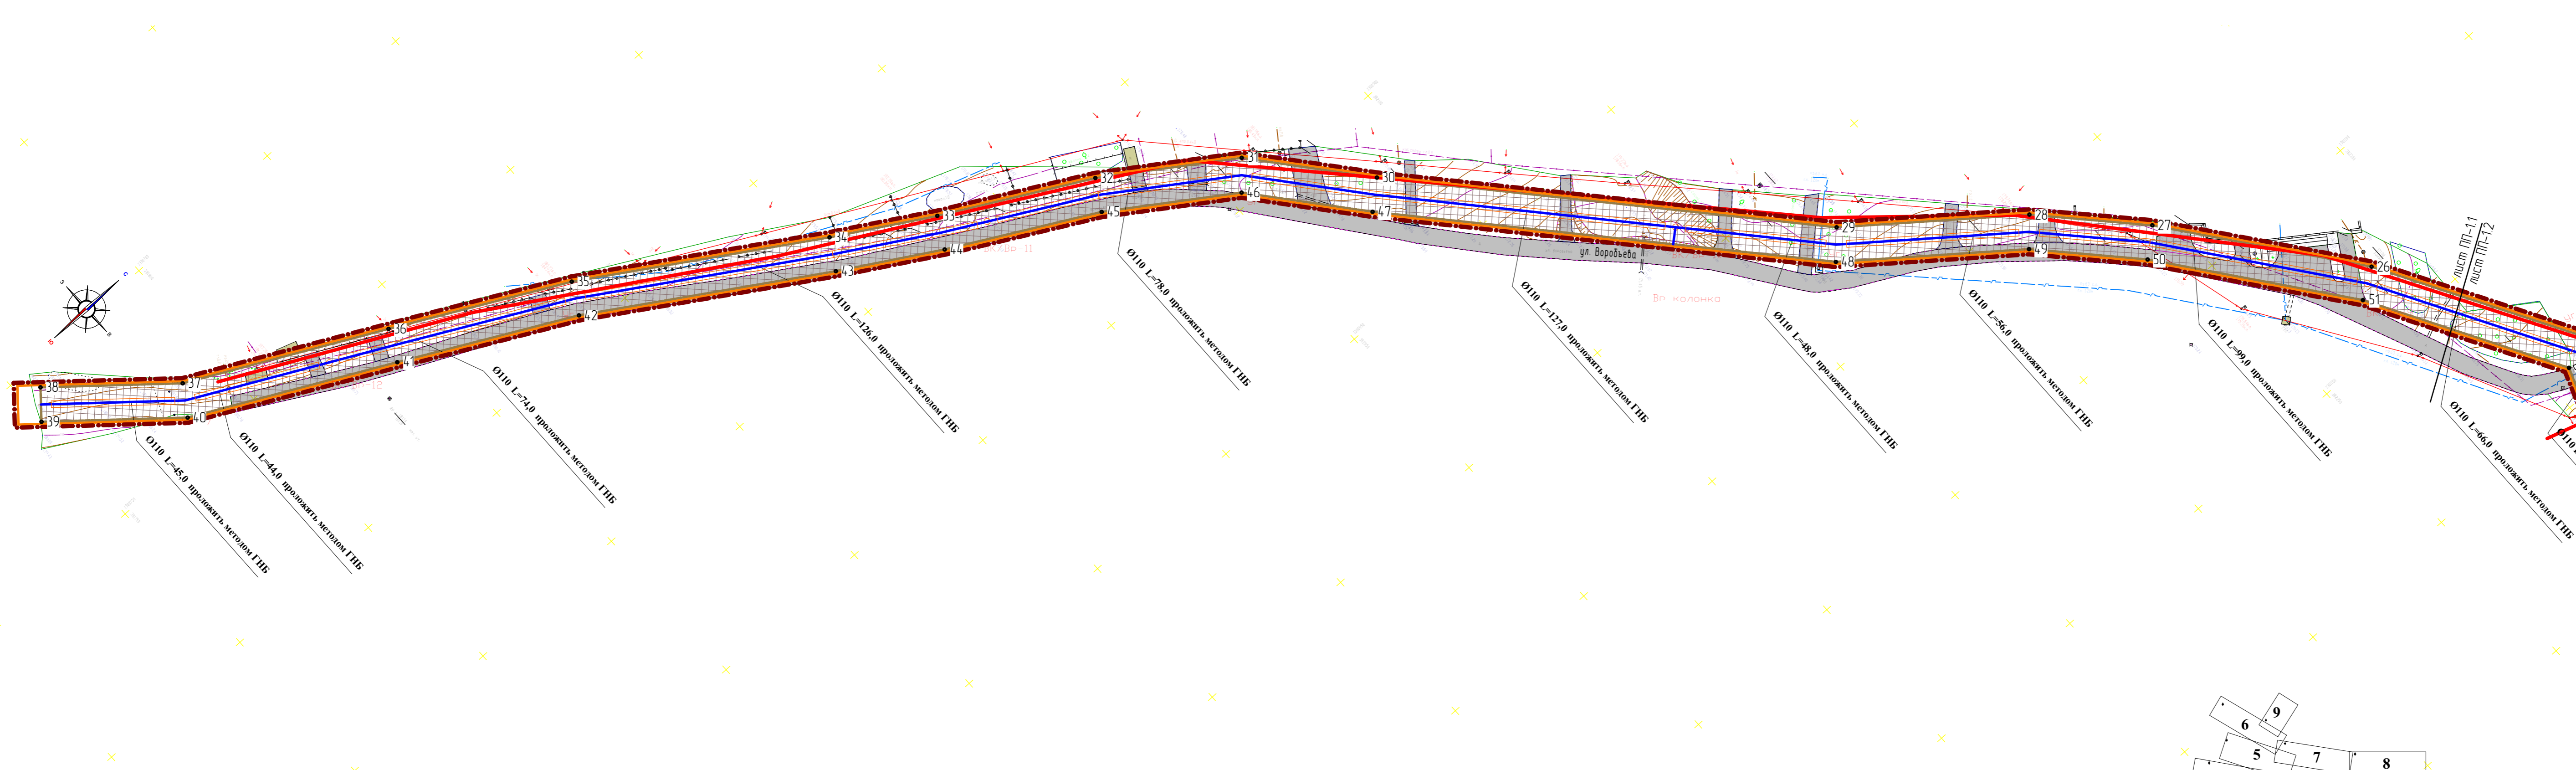 31
30
32
46
47
45
33
34
44
43
35
42
36
41
37
38
39
40
29
48
28
49
27
50
26
51
ул. Воробьева
Вр колонка
Вр-11
лист ПП-11
лист ПП-12
С
Ø110 L=45,0 проложить методом ГНБ
Ø110 L=44,0 проложить методом ГНБ
Ø110 L=74,0 проложить методом ГНБ
Ø110 L=126,0 проложить методом ГНБ
Ø110 L=78,0 проложить методом ГНБ
Ø110 L=127,0 проложить методом ГНБ
Ø110 L=48,0 проложить методом ГНБ
Ø110 L=56,0 проложить методом ГНБ
Ø110 L=99,0 проложить методом ГНБ
Ø110 L=66,0 проложить методом ГНБ
Ø110
6
9
5
7
8